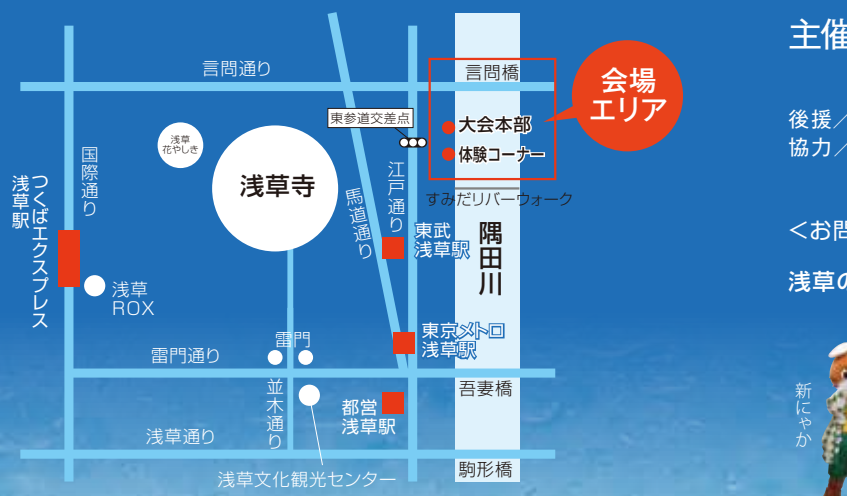 言問通り
言問橋
会場
エリア
東参道交差点
大会本部
体験コーナー
浅草
花やしき
浅草寺
国際通り
つくばエクスプレス
浅草駅
馬道通り
江戸通り
すみだリバーウォーク
東武
浅草駅
隅田川
浅草
ROX
東京メトロ
浅草駅
雷門
雷門通り
吾妻橋
並木通り
都営
浅草駅
浅草通り
駒形橋
浅草文化観光センター
主催
後援／
協力／
＜お問
浅草の
新にゃか